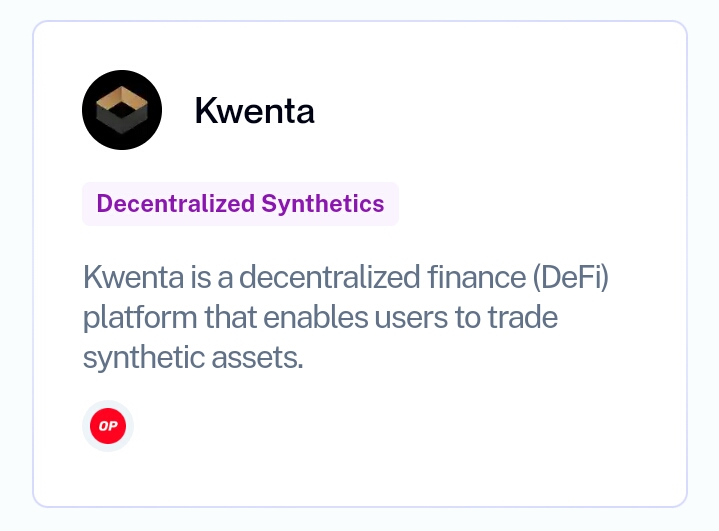 Kwenta
Decentralized Synthetics
Kwenta is a decentralized finance (DeFi)
platform that enables users to trade
synthetic assets.
OP